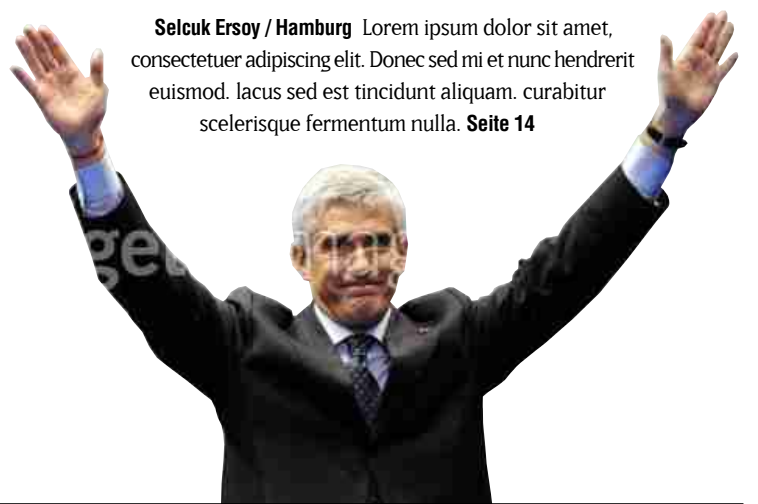 Selcuk Ersoy / Hamburg Lorem ipsum dolor sit amet,
consectetuer adipiscing elit. Donec sed mi et nunc hendrerit
euismod. lacus sed est tincidunt aliquam. curabitur
scelerisque fermentum nulla. Seite 14